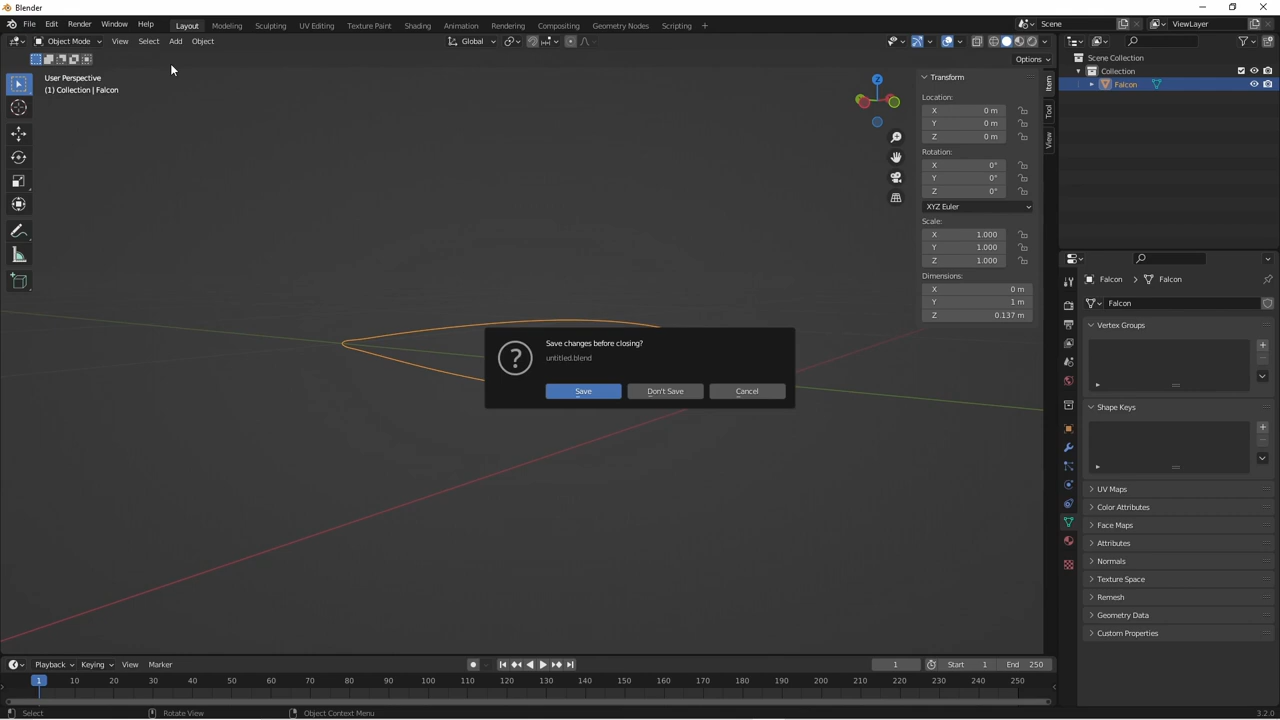 Blender
File Edit Render Window Help Layout Modeling Sculpting UV Editing Texture Paint Shading Animation Rendering Compositing Geometry Nodes Scripting + Scene ViewLayer
Object Mode View Select Add Object Global
Options
User Perspective
(1) Collection | Falcon
Transform
Location:
X 0 m
Y 0 m
Z 0 m
Rotation:
X 0°
Y 0°
Z 0°
XYZ Euler
Scale:
X 1.000
Y 1.000
Z 1.000
Dimensions:
X 0 m
Y 1 m
Z 0.137 m
Item
Tool
View
Z
Scene Collection
Collection
Falcon
Save changes before closing?
untitled.blend
Save Don't Save Cancel
Falcon > Falcon
Falcon
Vertex Groups
Shape Keys
UV Maps
Color Attributes
Face Maps
Attributes
Normals
Texture Space
Remesh
Geometry Data
Custom Properties
Playback Keying View Marker 1 Start 1 End 250
1 10 20 30 40 50 60 70 80 90 100 110 120 130 140 150 160 170 180 190 200 210 220 230 240 250
Select Rotate View Object Context Menu 3.2.0